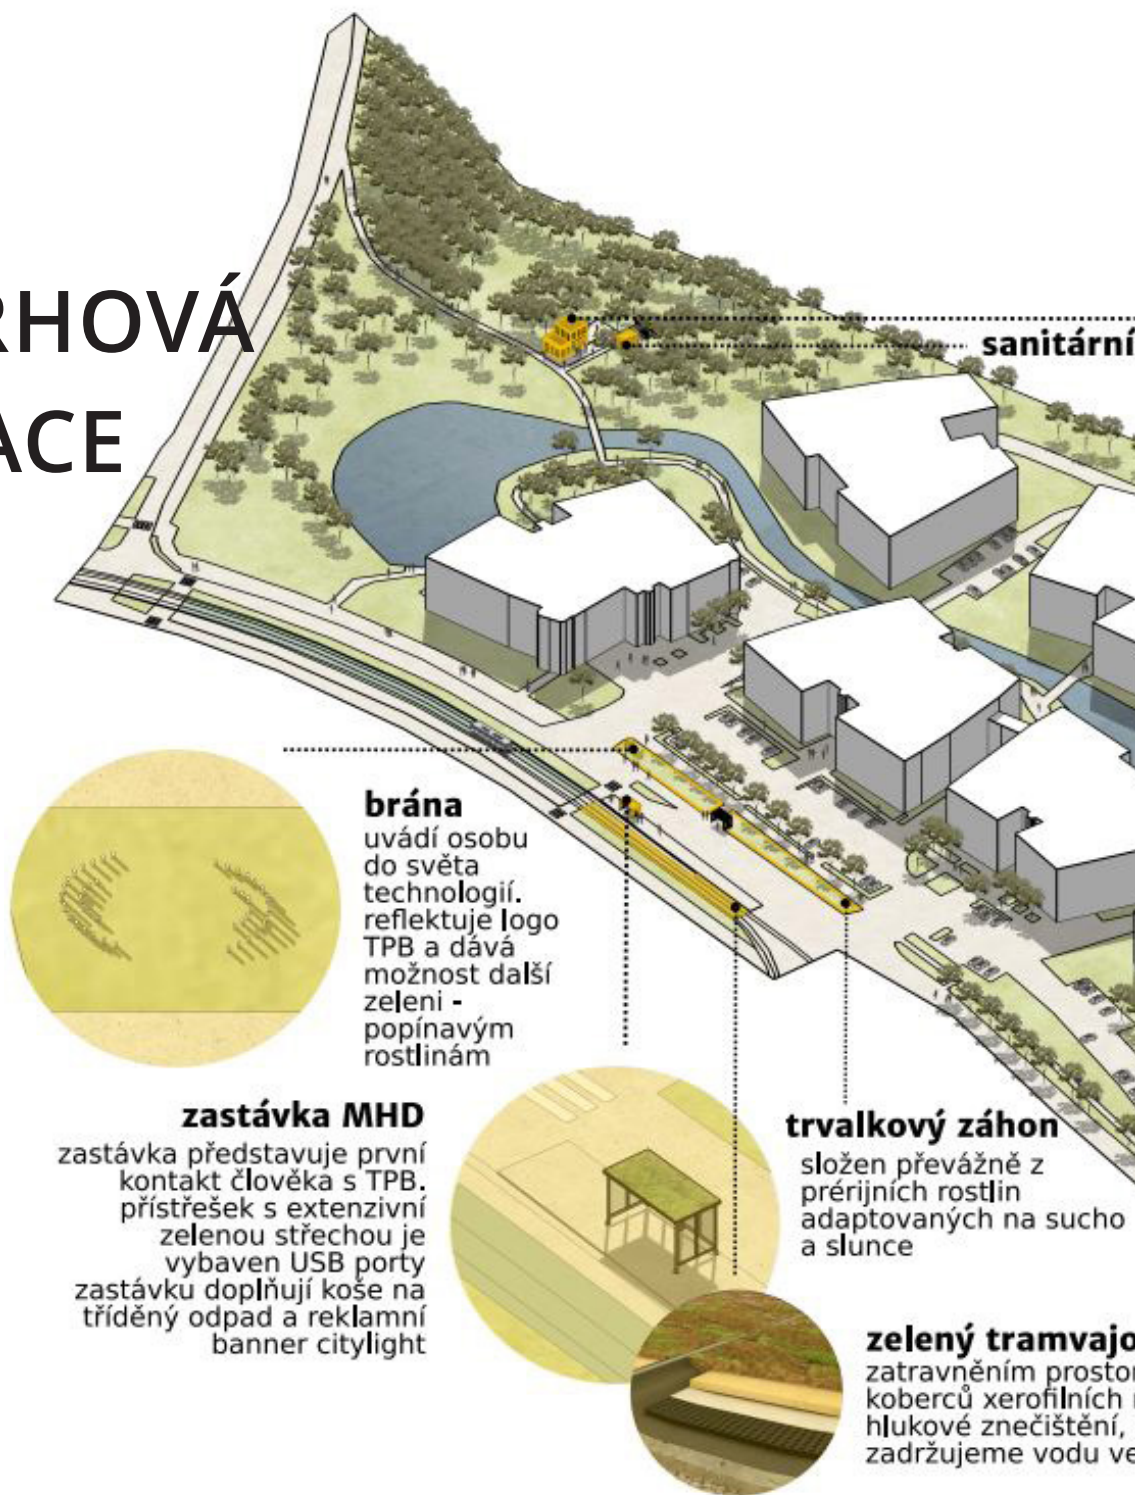 RHOVÁ
ACE
sanitární
brána
uvádí osobu
do světa
technologií.
reflektuje logo
TPB a dává
možnost další
zeleni -
popínavým
rostlinám
zastávka MHD
zastávka představuje první
kontakt člověka s TPB.
přístřešek s extenzivní
zelenou střechou je
vybaven USB porty
zastávku doplňují koše na
tříděný odpad a reklamní
banner citylight
trvalkový záhon
složen převážně z
prérijních rostlin
adaptovaných na sucho
a slunce
zelený tramvajo
zatravněním prostor
koberců xerofilních
hlukové znečištění,
zadržujeme vodu ve